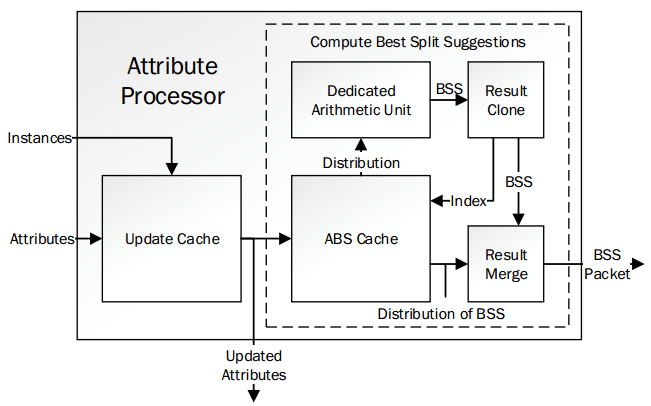 Compute Best Split Suggestions
Attribute
Processor
Dedicated
Arithmetic Unit
BSS
Result
Clone
Instances
Distribution
BSS
Index
Attributes
Update Cache
ABS Cache
Result
Merge
BSS
Packet
Distribution of BSS
Updated
Attributes